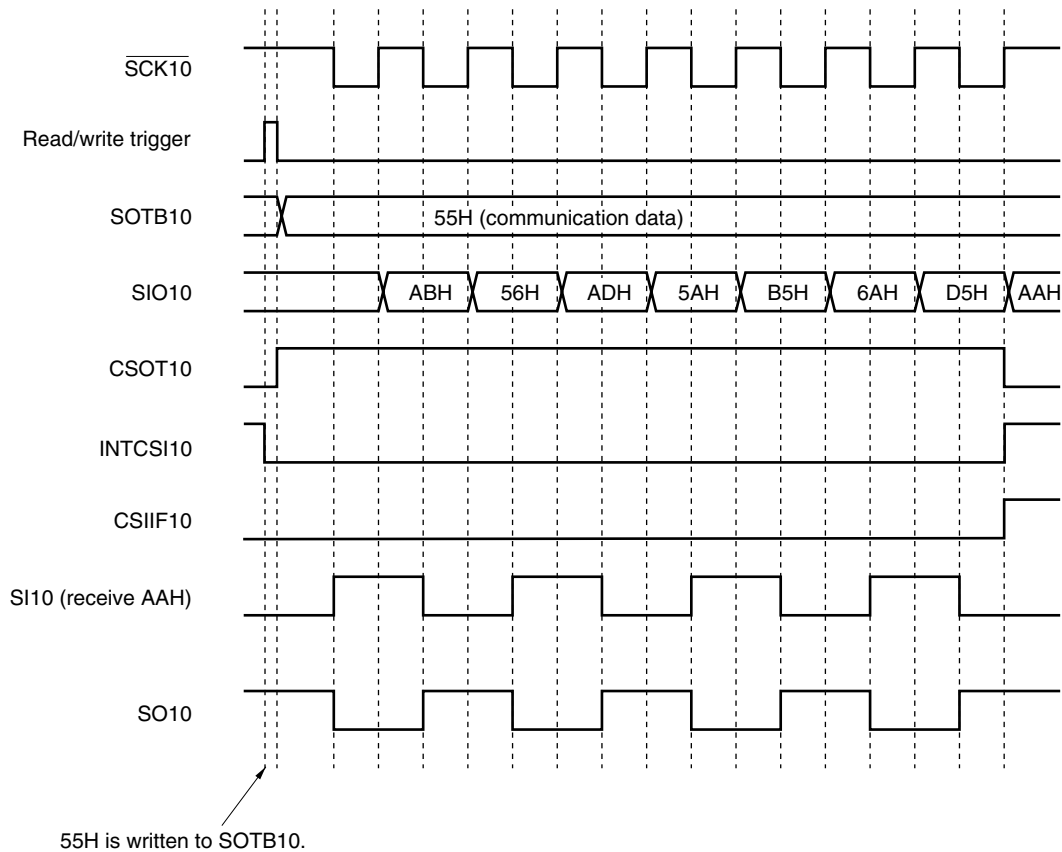 SCK10
Read/write trigger
SOTB10
55H (communication data)
SIO10
ABH 56H ADH 5AH B5H 6AH D5H AAH
CSOT10
INTCSI10
CSIIF10
SI10 (receive AAH)
SO10
55H is written to SOTB10.